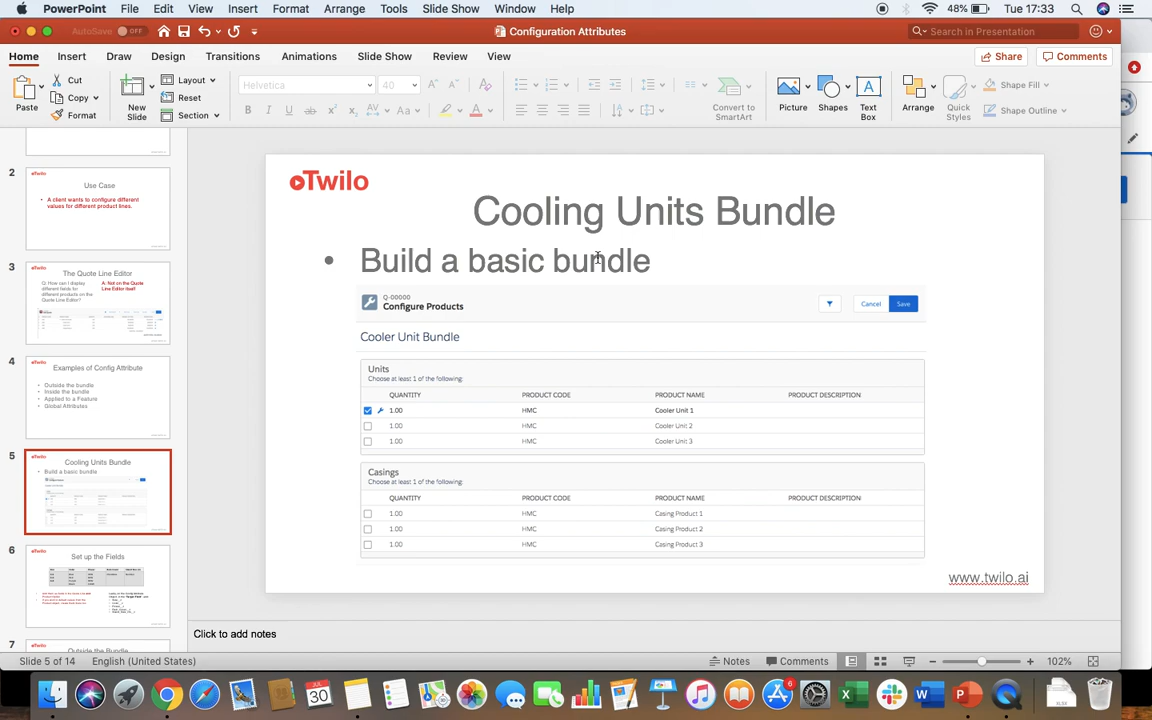 PowerPoint File Edit View Insert Format Arrange Tools Slide Show Window Help 48% Tue 17:33
AutoSave OFF Configuration Attributes Search in Presentation
Home Insert Draw Design Transitions Animations Slide Show Review View Share Comments
Paste Cut Copy Format New Slide Layout Reset Section Helvetica 40 Convert to SmartArt Picture Shapes Text Box Arrange Quick Styles Shape Fill Shape Outline
2
Twilo
Use Case
• A client wants to configure different
values for different product lines.
3
Twilo
The Quote Line Editor
Q: How can I display
different fields for
different products on the
Quote Line Editor?
A: Not on the Quote
Line Editor itself
4
Twilo
Examples of Config Attribute
• Outside the bundle
• Inside the bundle
• Applied to a Feature
• Global Attributes
5
Twilo
Cooling Units Bundle
• Build a basic bundle
6
Twilo
Set up the Fields
7
Twilo
Outside the Bundle
Twilo
Cooling Units Bundle
• Build a basic bundle
Q-00000
Configure Products
Cancel Save
Cooler Unit Bundle
Units
Choose at least 1 of the following:
QUANTITY PRODUCT CODE PRODUCT NAME PRODUCT DESCRIPTION
1.00 HMC Cooler Unit 1
1.00 HMC Cooler Unit 2
1.00 HMC Cooler Unit 3
Casings
Choose at least 1 of the following:
QUANTITY PRODUCT CODE PRODUCT NAME PRODUCT DESCRIPTION
1.00 HMC Casing Product 1
1.00 HMC Casing Product 2
1.00 HMC Casing Product 3
www.twilo.ai
Click to add notes
Slide 5 of 14 English (United States) Notes Comments 102%